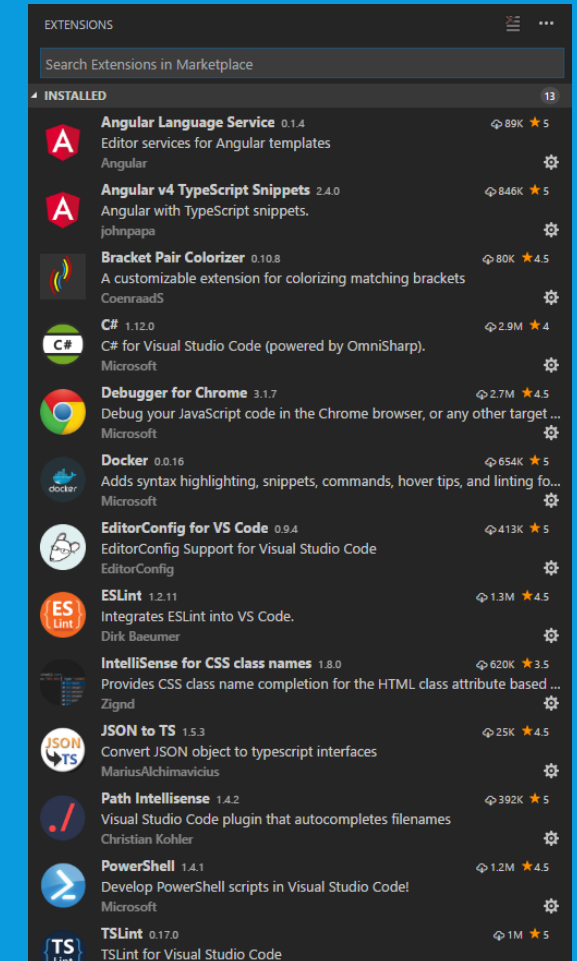 EXTENSIONS
Search Extensions in Marketplace
INSTALLED 13
Angular Language Service 0.1.4 89K 5
Editor services for Angular templates
Angular
Angular v4 TypeScript Snippets 2.4.0 846K 5
Angular with TypeScript snippets.
johnpapa
Bracket Pair Colorizer 0.10.8 80K 4.5
A customizable extension for colorizing matching brackets
CoenraadS
C# 1.12.0 2.9M 4
C#
C# for Visual Studio Code (powered by OmniSharp).
Microsoft
Debugger for Chrome 3.1.7 2.7M 4.5
Debug your JavaScript code in the Chrome browser, or any other target ...
Microsoft
Docker 0.0.16 654K 5
docker
Adds syntax highlighting, snippets, commands, hover tips, and linting fo...
Microsoft
EditorConfig for VS Code 0.9.4 413K 5
EditorConfig Support for Visual Studio Code
EditorConfig
ESLint 1.2.11 1.3M 4.5
ES
Lint
Integrates ESLint into VS Code.
Dirk Baeumer
IntelliSense for CSS class names 1.8.0 620K 3.5
Provides CSS class name completion for the HTML class attribute based ...
Zignd
JSON to TS 1.5.3 25K 4.5
JSON
TS
Convert JSON object to typescript interfaces
MariusAlchimavicius
Path Intellisense 1.4.2 392K 5
Visual Studio Code plugin that autocompletes filenames
Christian Kohler
PowerShell 1.4.1 1.2M 4.5
Develop PowerShell scripts in Visual Studio Code!
Microsoft
TSLint 0.17.0 1M 5
{TS}
Lint
TSLint for Visual Studio Code